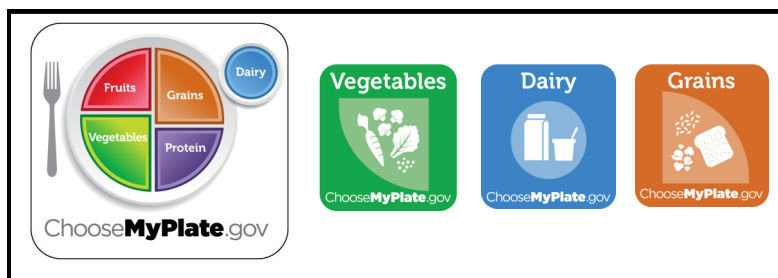 Dairy
Fruits
Grains
Vegetables
Protein
ChooseMyPlate.gov
Vegetables
ChooseMyPlate.gov
Dairy
ChooseMyPlate.gov
Grains
ChooseMyPlate.gov